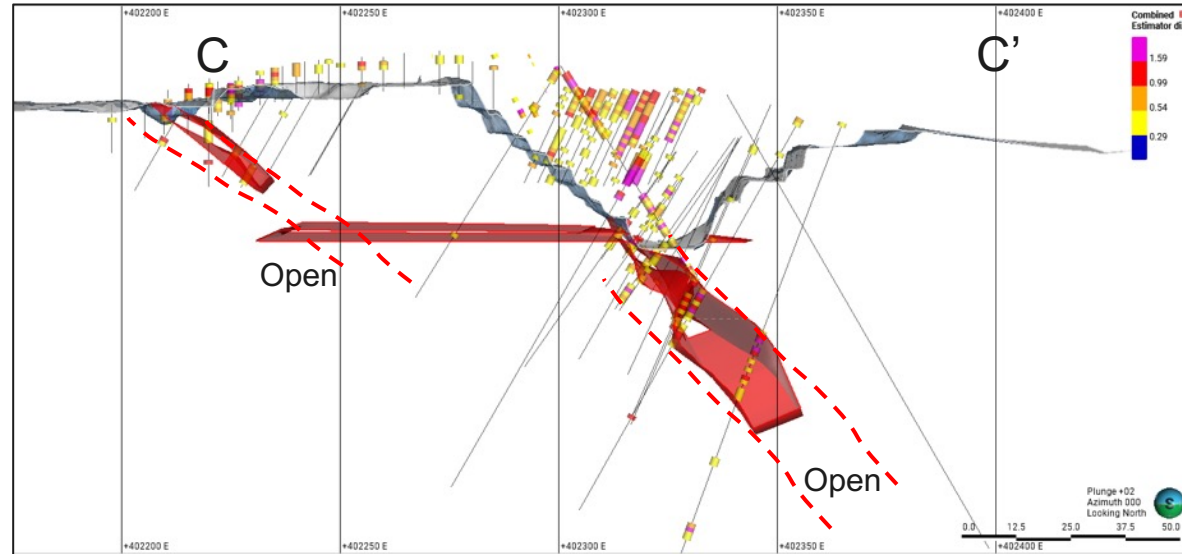 +402200 E
+402250 E
+402300 E
+402350 E
+402400 E
C
C’
Combined
Estimator di
1.59
0.99
0.54
0.29
Open
Open
Plunge +02
Azimuth 000
Looking North
0.0 12.5 25.0 37.5 50.0
+402200 E
+402250 E
+402300 E
+402350 E
+402400 E